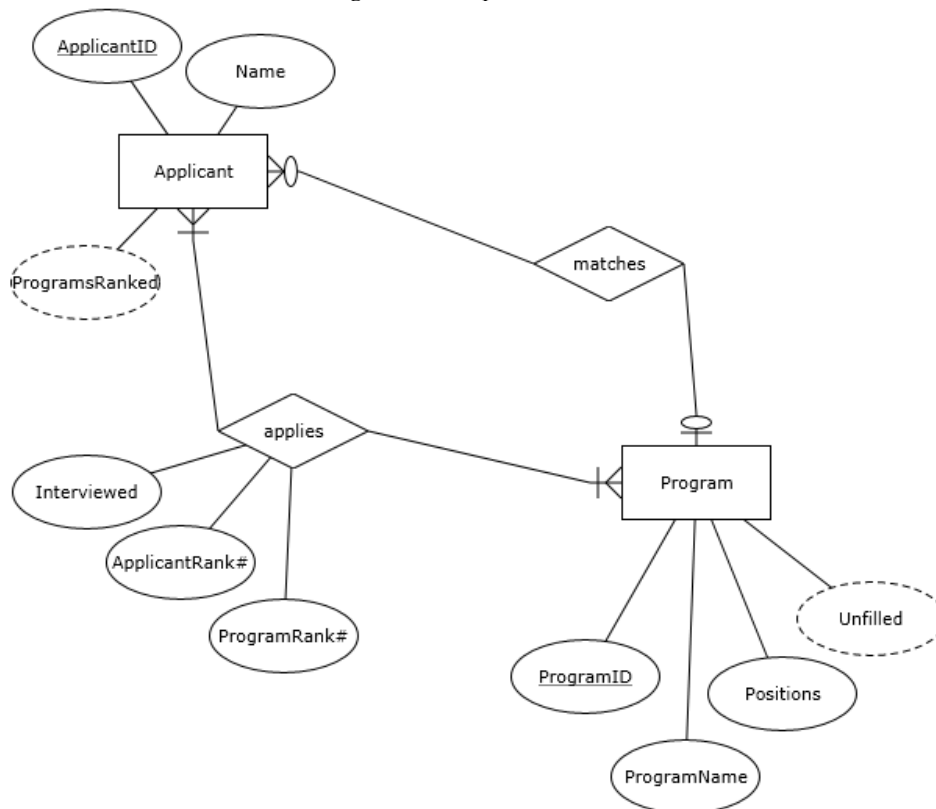 ApplicantID
Name
Applicant
ProgramsRanked
matches
applies
Interviewed
ApplicantRank#
ProgramRank#
Program
Unfilled
ProgramID
Positions
ProgramName